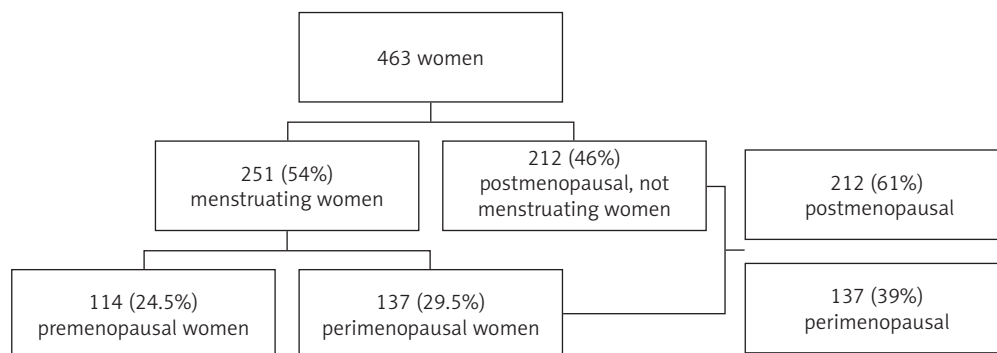 463 women
251 (54%)
menstruating women
212 (46%)
postmenopausal, not
menstruating women
212 (61%)
postmenopausal
114 (24.5%)
premenopausal women
137 (29.5%)
perimenopausal women
137 (39%)
perimenopausal